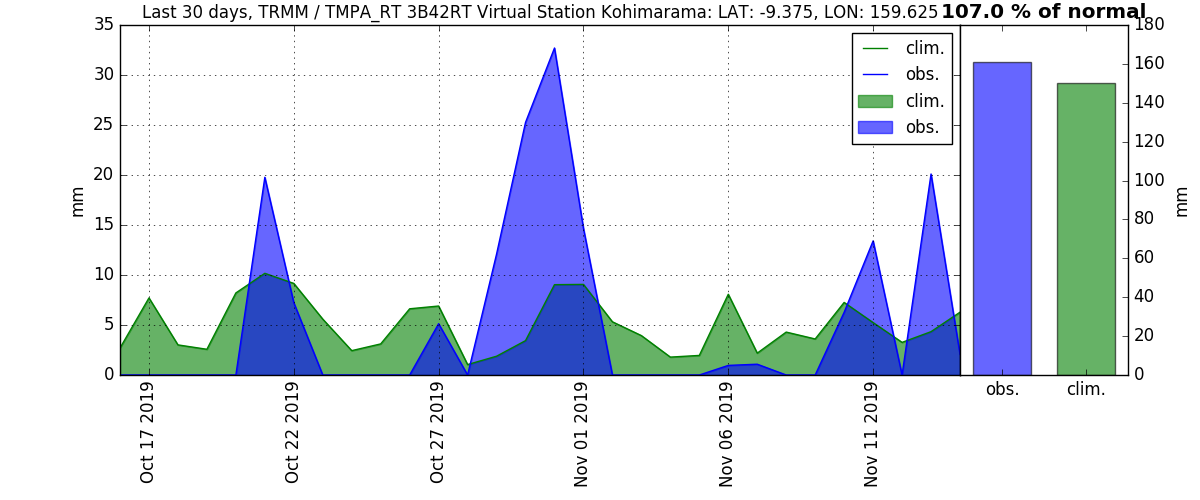 Last 30 days, TRMM / TMPA_RT 3B42RT Virtual Station Kohimarama: LAT: -9.375, LON: 159.625
107.0 % of normal
35
30
25
20
15
10
5
0
mm
clim.
obs.
clim.
obs.
Oct 17 2019
Oct 22 2019
Oct 27 2019
Nov 01 2019
Nov 06 2019
Nov 11 2019
180
160
140
120
100
80
60
40
20
0
mm
obs.
clim.